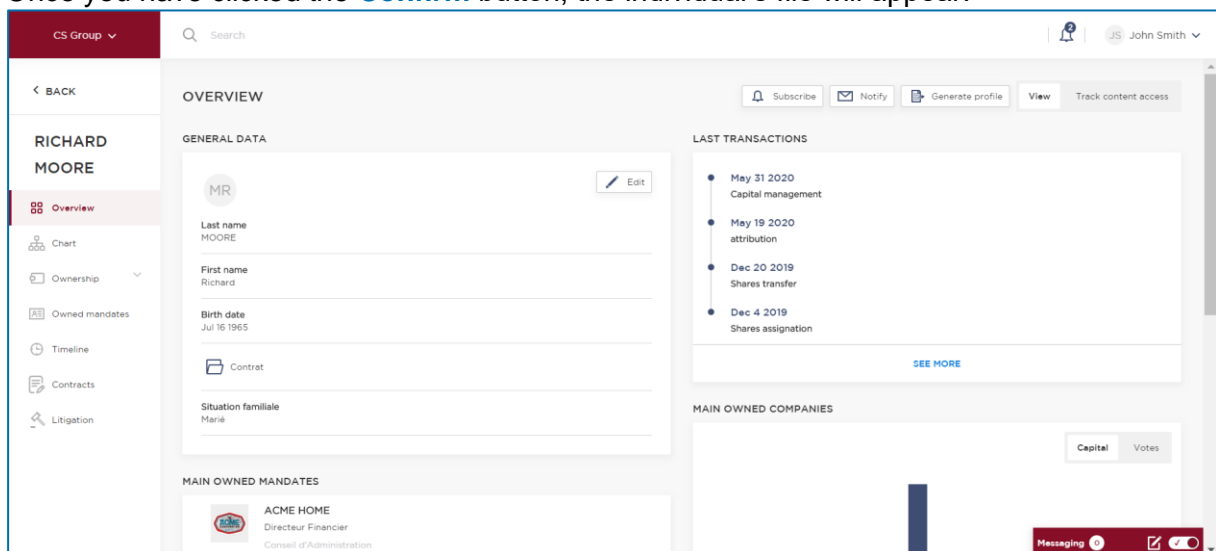 Once you have clicked the Confirm button, the individual's file will appear:
CS Group
Search
2
JS John Smith
BACK
OVERVIEW
Subscribe
Notify
Generate profile
View
Track content access
RICHARD
MOORE
Overview
Chart
Ownership
Owned mandates
Timeline
Contracts
Litigation
GENERAL DATA
MR
Edit
Last name
MOORE
First name
Richard
Birth date
Jul 16 1965
Contrat
Situation familiale
Marié
MAIN OWNED MANDATES
ACME
ACME HOME
Directeur Financier
Conseil d'Administration
LAST TRANSACTIONS
May 31 2020
Capital management
May 19 2020
attribution
Dec 20 2019
Shares transfer
Dec 4 2019
Shares assignation
SEE MORE
MAIN OWNED COMPANIES
Capital
Votes
Messaging 0